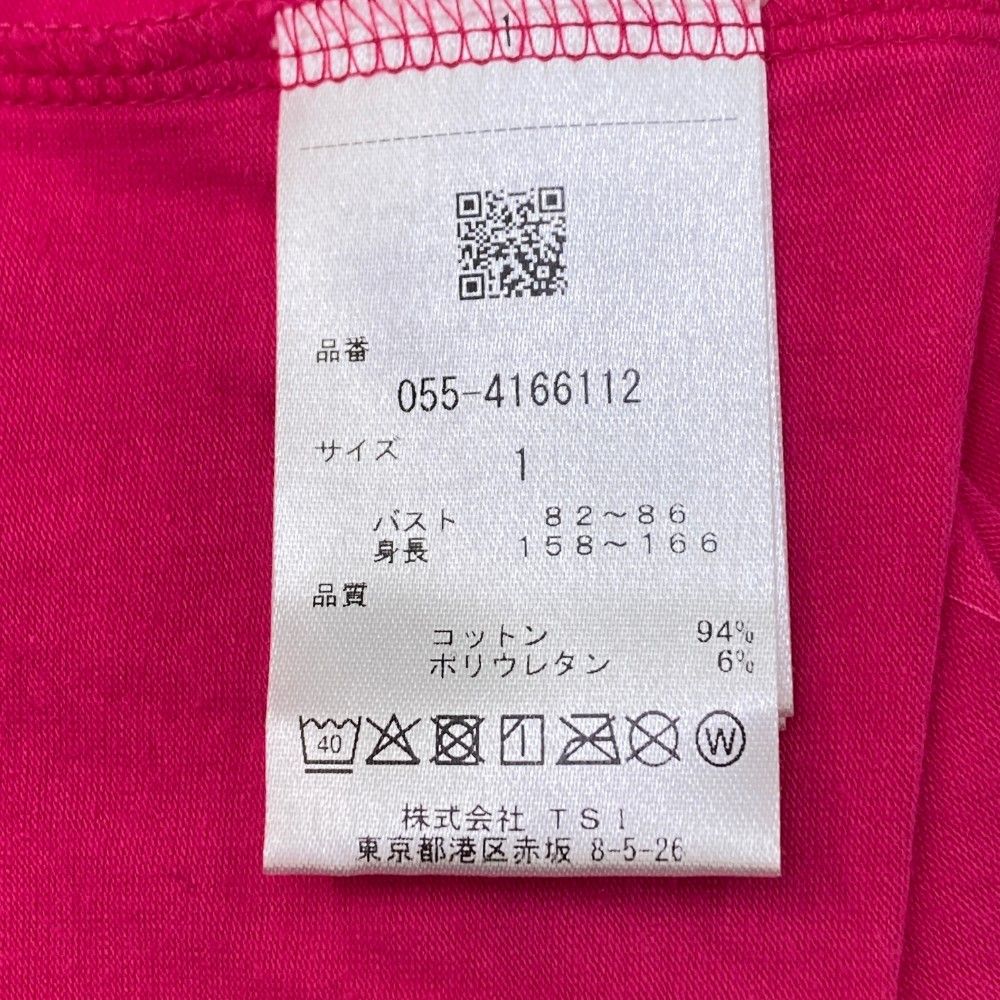 1
品番
055-4166112
サイズ 1
バスト 82～86
身長 158～166
品質
コットン 94%
ポリウレタン 6%
40 W
株式会社 TSI
東京都港区赤坂 8-5-26